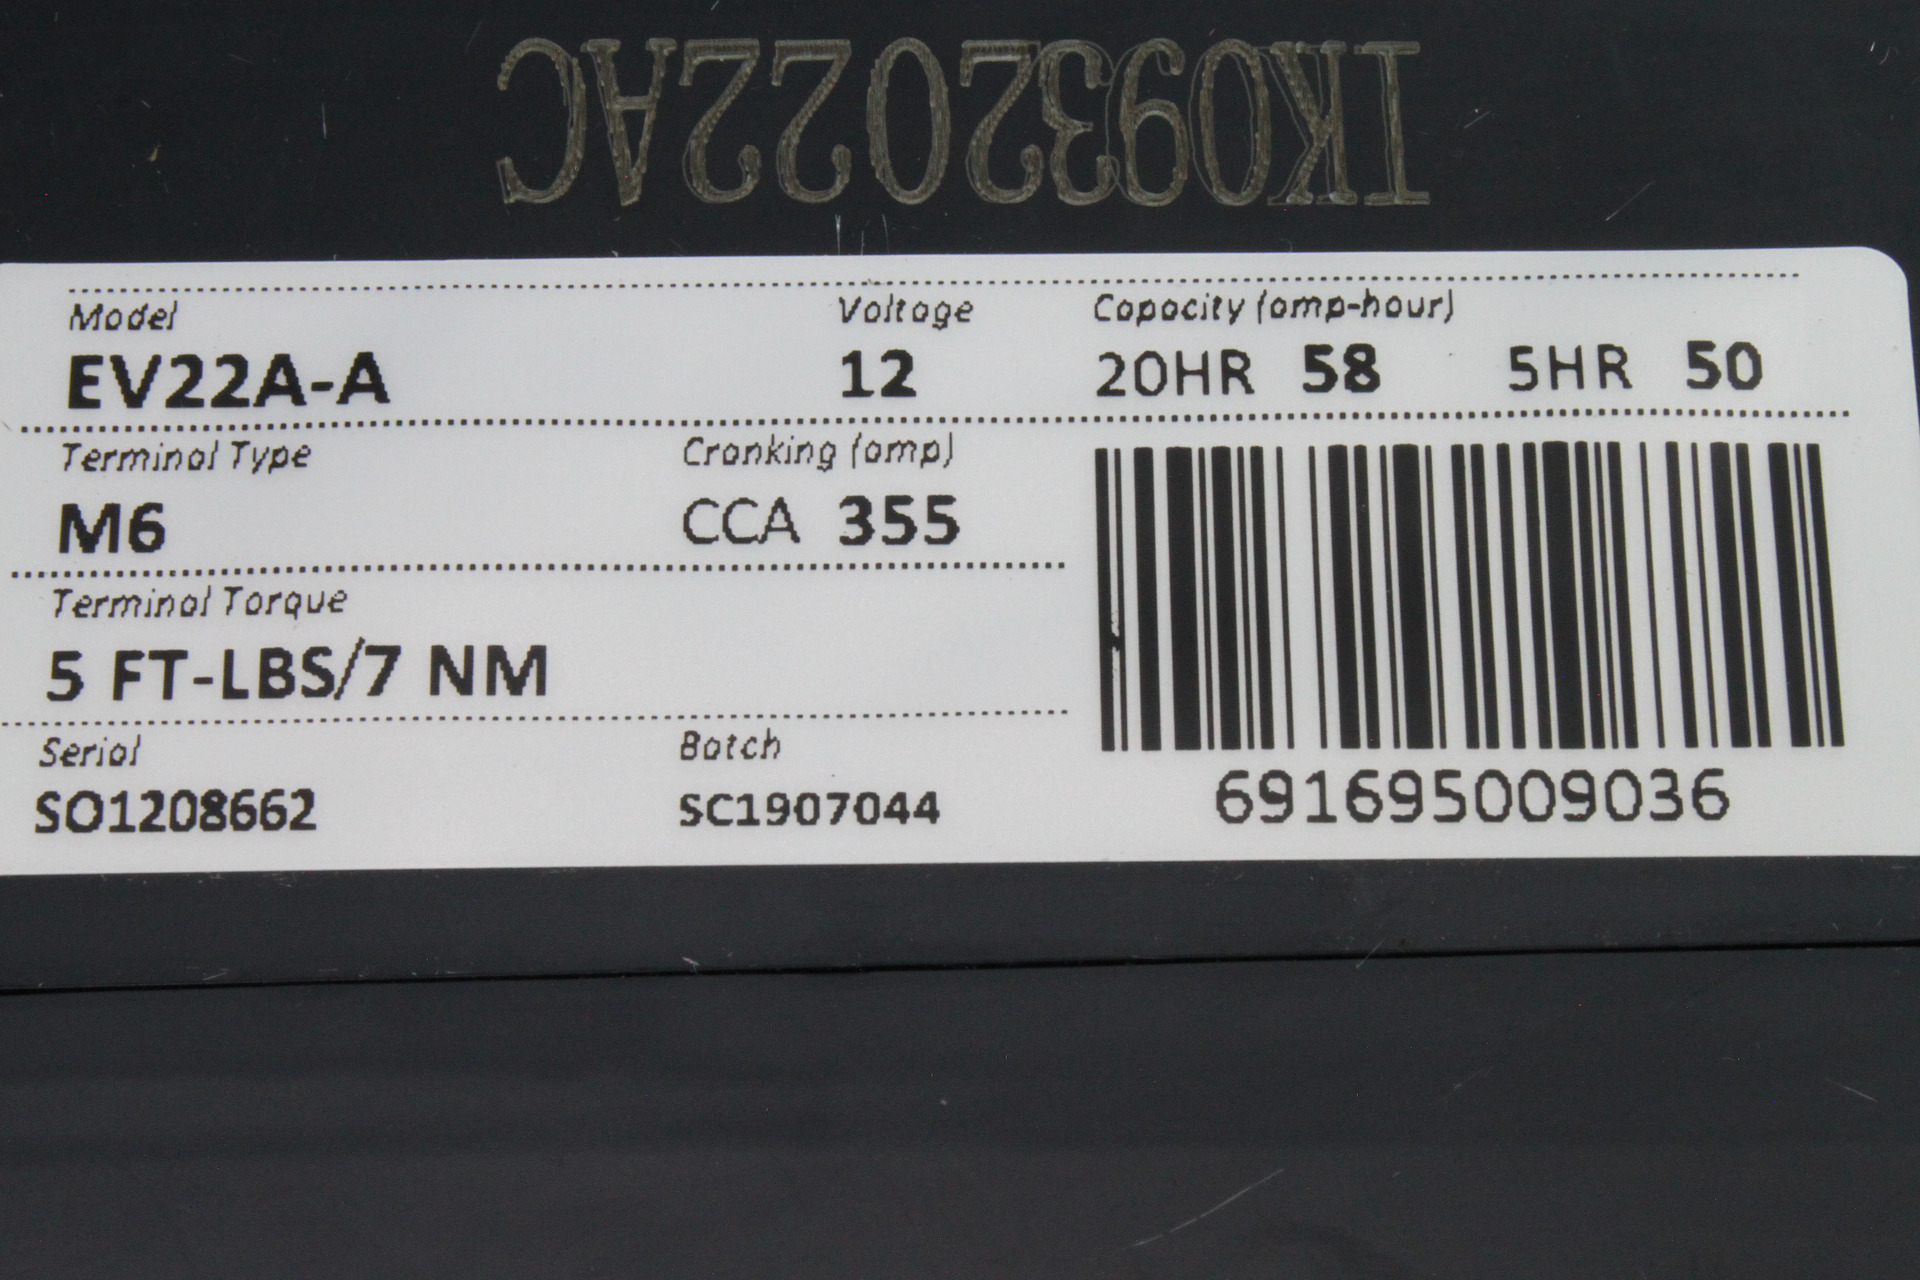 IK0932022AC
Model Voltage Capacity (amp-hour)
EV22A-A 12 20HR 58 5HR 50
Terminal Type Cranking (amp)
M6 CCA 355
Terminal Torque
5 FT-LBS/7 NM
Serial Batch
SO1208662 SC1907044
691695009036